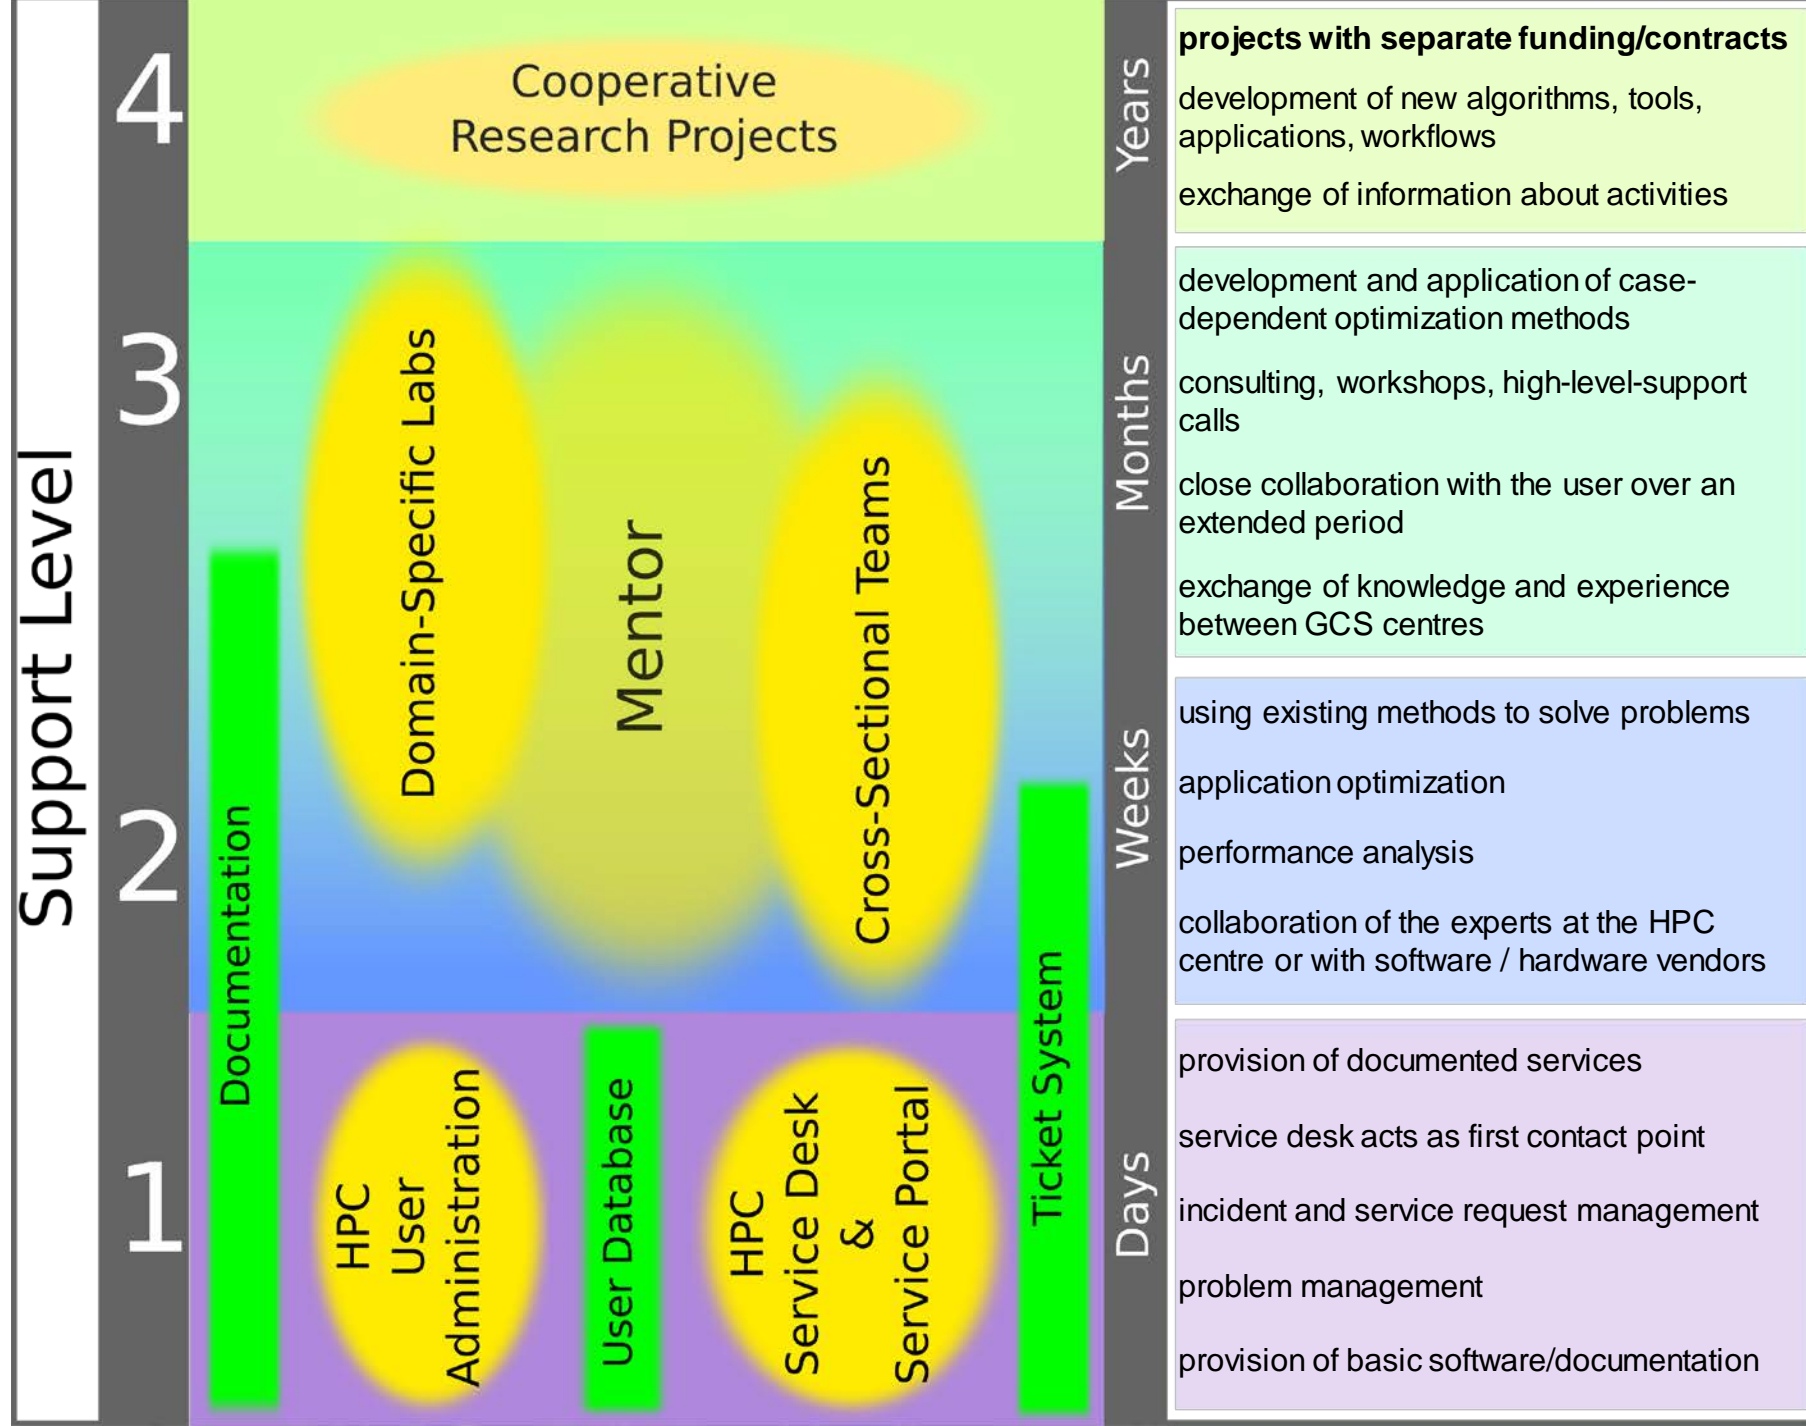 Support Level
4
3
2
1
Cooperative
Research Projects
Domain-Specific Labs
Mentor
Cross-Sectional Teams
Documentation
HPC
User
Administration
User Database
HPC
Service Desk
&
Service Portal
Ticket System
Years
Months
Weeks
Days
projects with separate funding/contracts
development of new algorithms, tools,
applications, workflows
exchange of information about activities
development and application of case-
dependent optimization methods
consulting, workshops, high-level-support
calls
close collaboration with the user over an
extended period
exchange of knowledge and experience
between GCS centres
using existing methods to solve problems
application optimization
performance analysis
collaboration of the experts at the HPC
centre or with software / hardware vendors
provision of documented services
service desk acts as first contact point
incident and service request management
problem management
provision of basic software/documentation